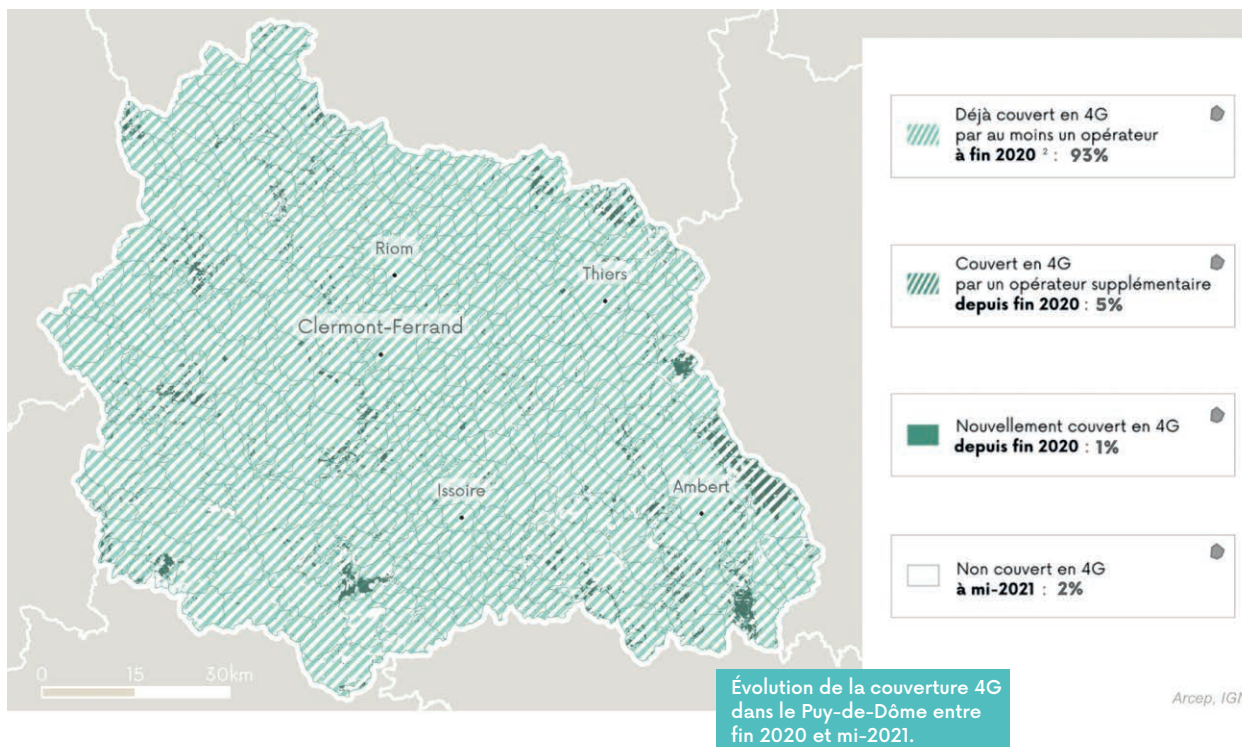 Riom
Thiers
Clermont-Ferrand
Issoire
Ambert
0 15 30km
Déjà couvert en 4G
par au moins un opérateur
à fin 2020 ² : 93%
Couvert en 4G
par un opérateur supplémentaire
depuis fin 2020 : 5%
Nouvellement couvert en 4G
depuis fin 2020 : 1%
Non couvert en 4G
à mi-2021 : 2%
Évolution de la couverture 4G
dans le Puy-de-Dôme entre
fin 2020 et mi-2021.
Arcep, IGN